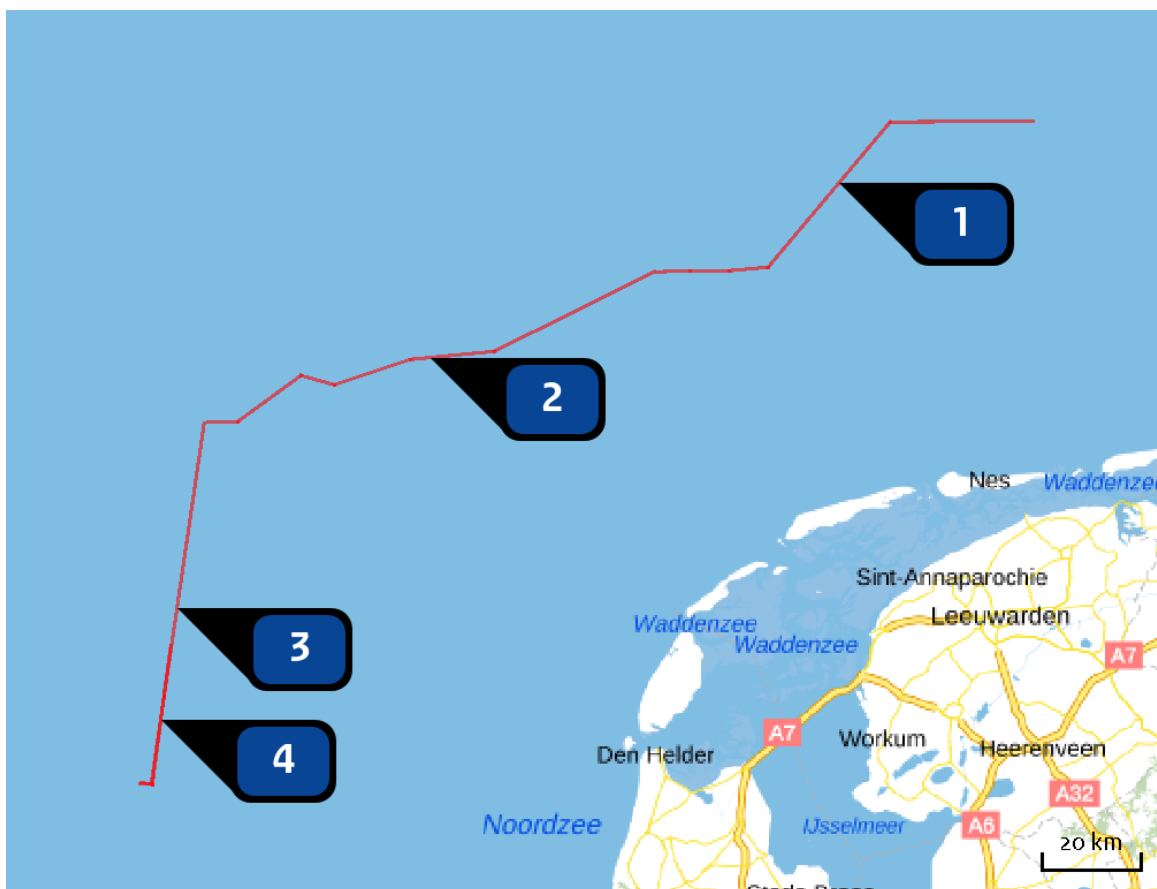 1
2
Nes
Waddenzee
Sint-Annaparochie
Leeuwarden
Waddenzee
Waddenzee
3
A7
A7
Workum
Den Helder
Heerenveen
4
A32
Noordzee
IJsselmeer
A6
20 km